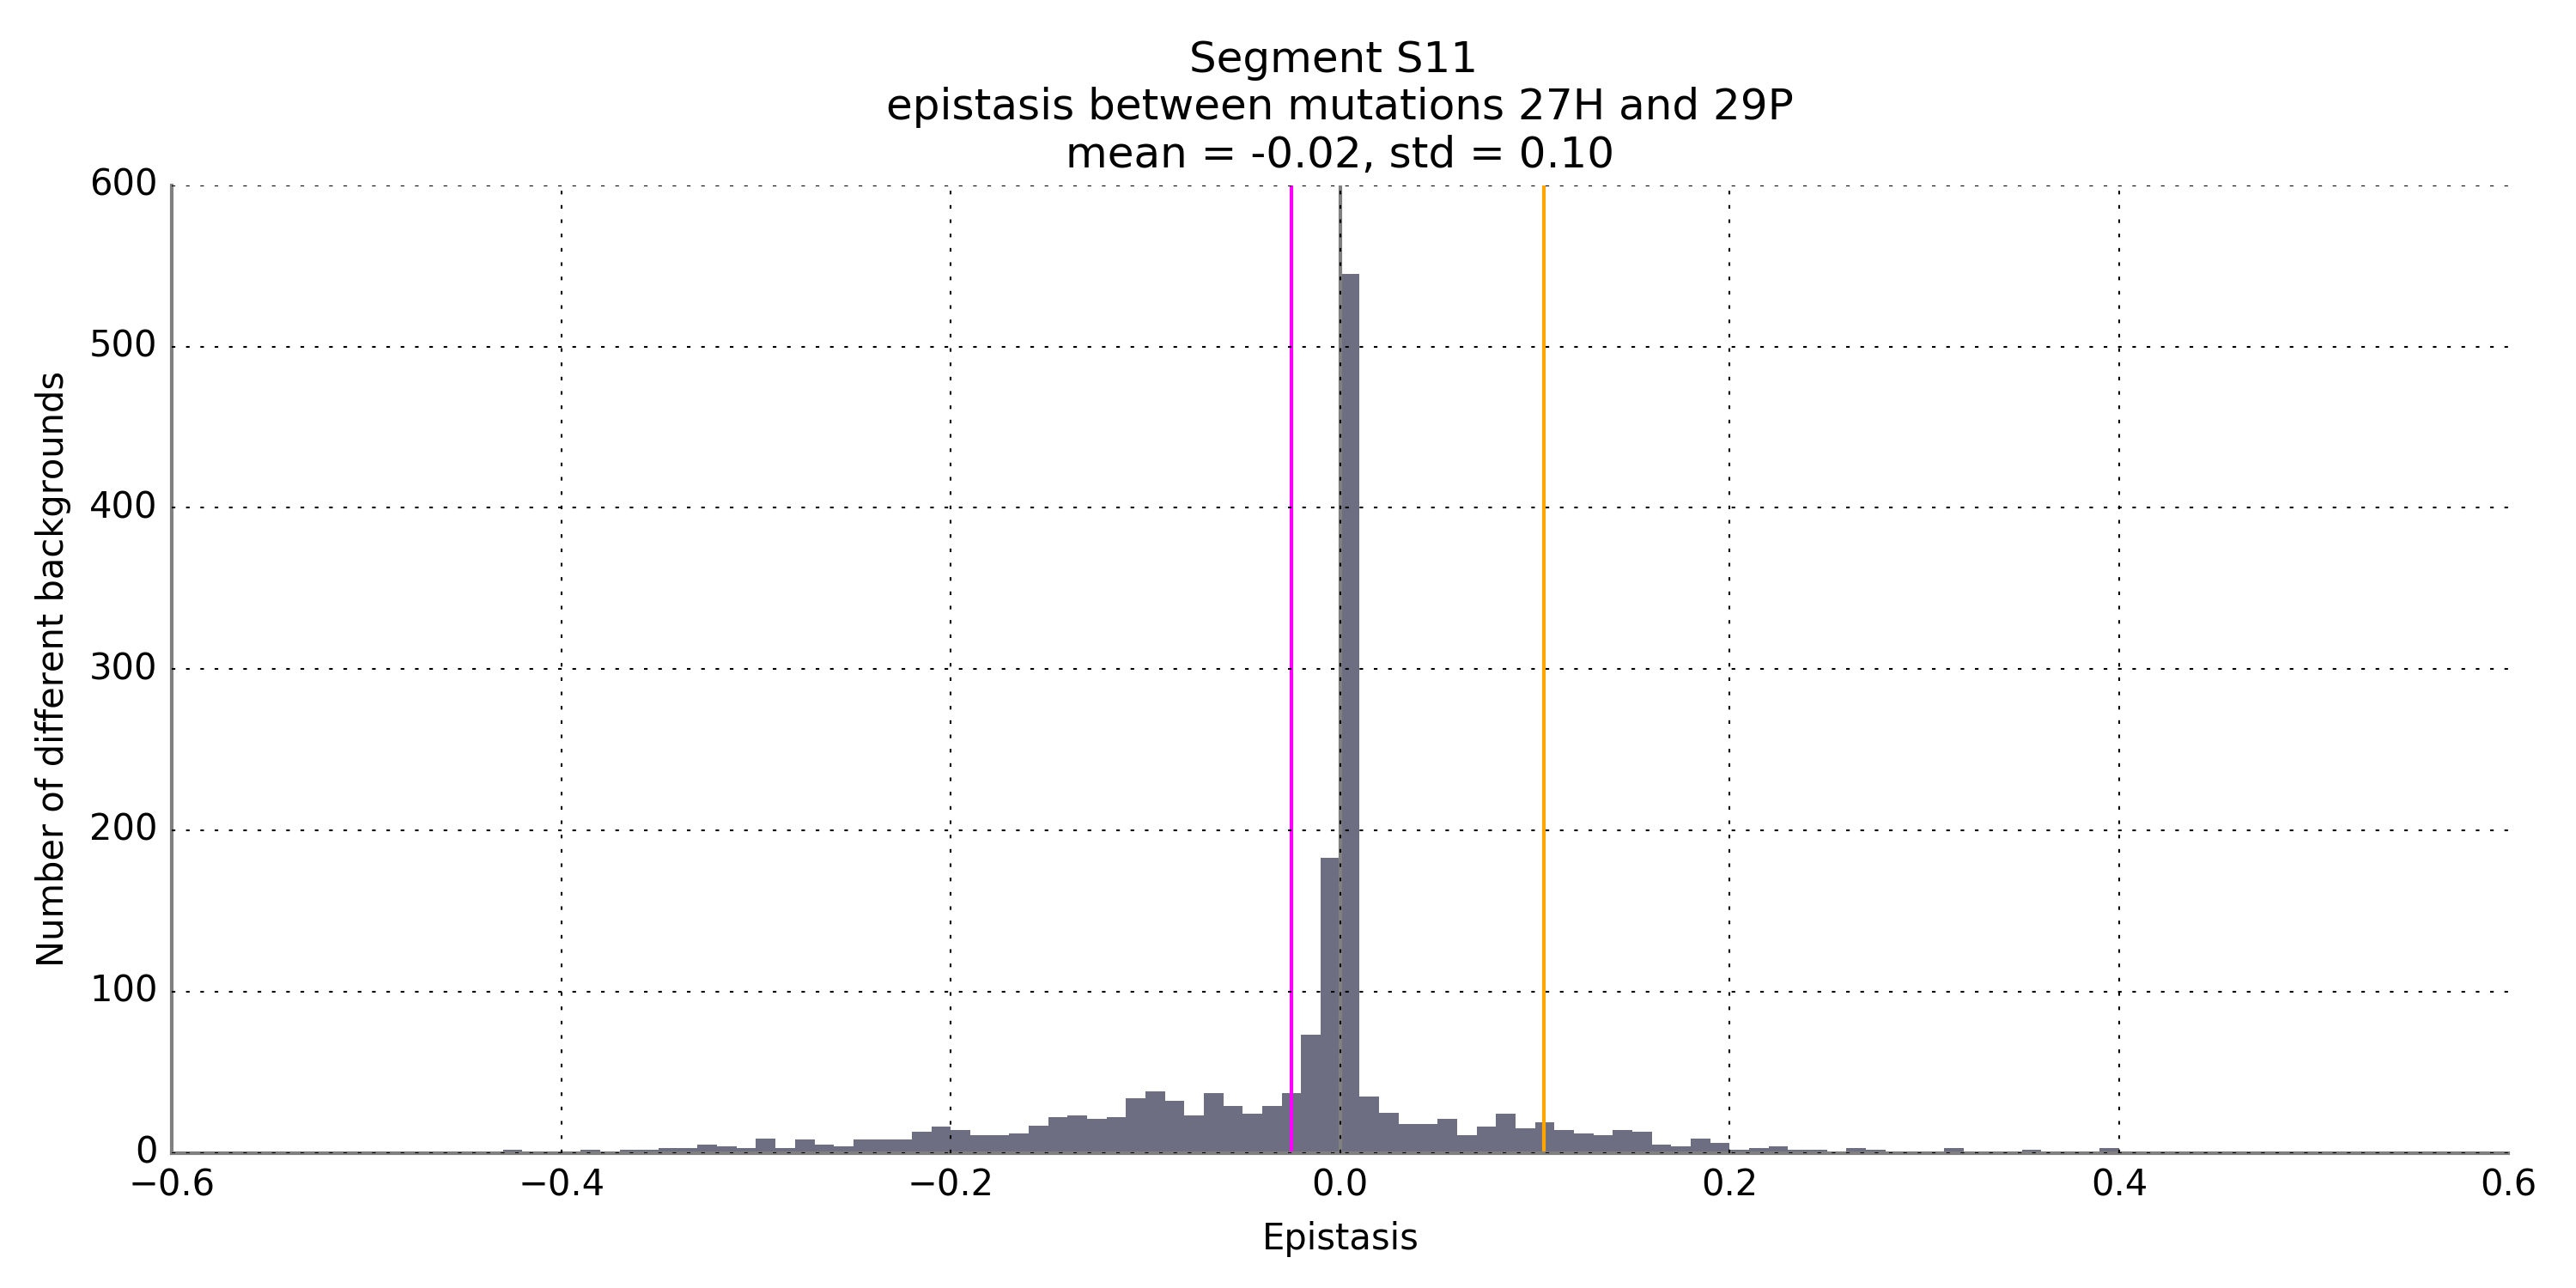 Segment S11
epistasis between mutations 27H and 29P
mean = -0.02, std = 0.10
600
500
400
300
200
100
0
Number of different backgrounds
−0.6 −0.4 −0.2 0.0 0.2 0.4 0.6
Epistasis